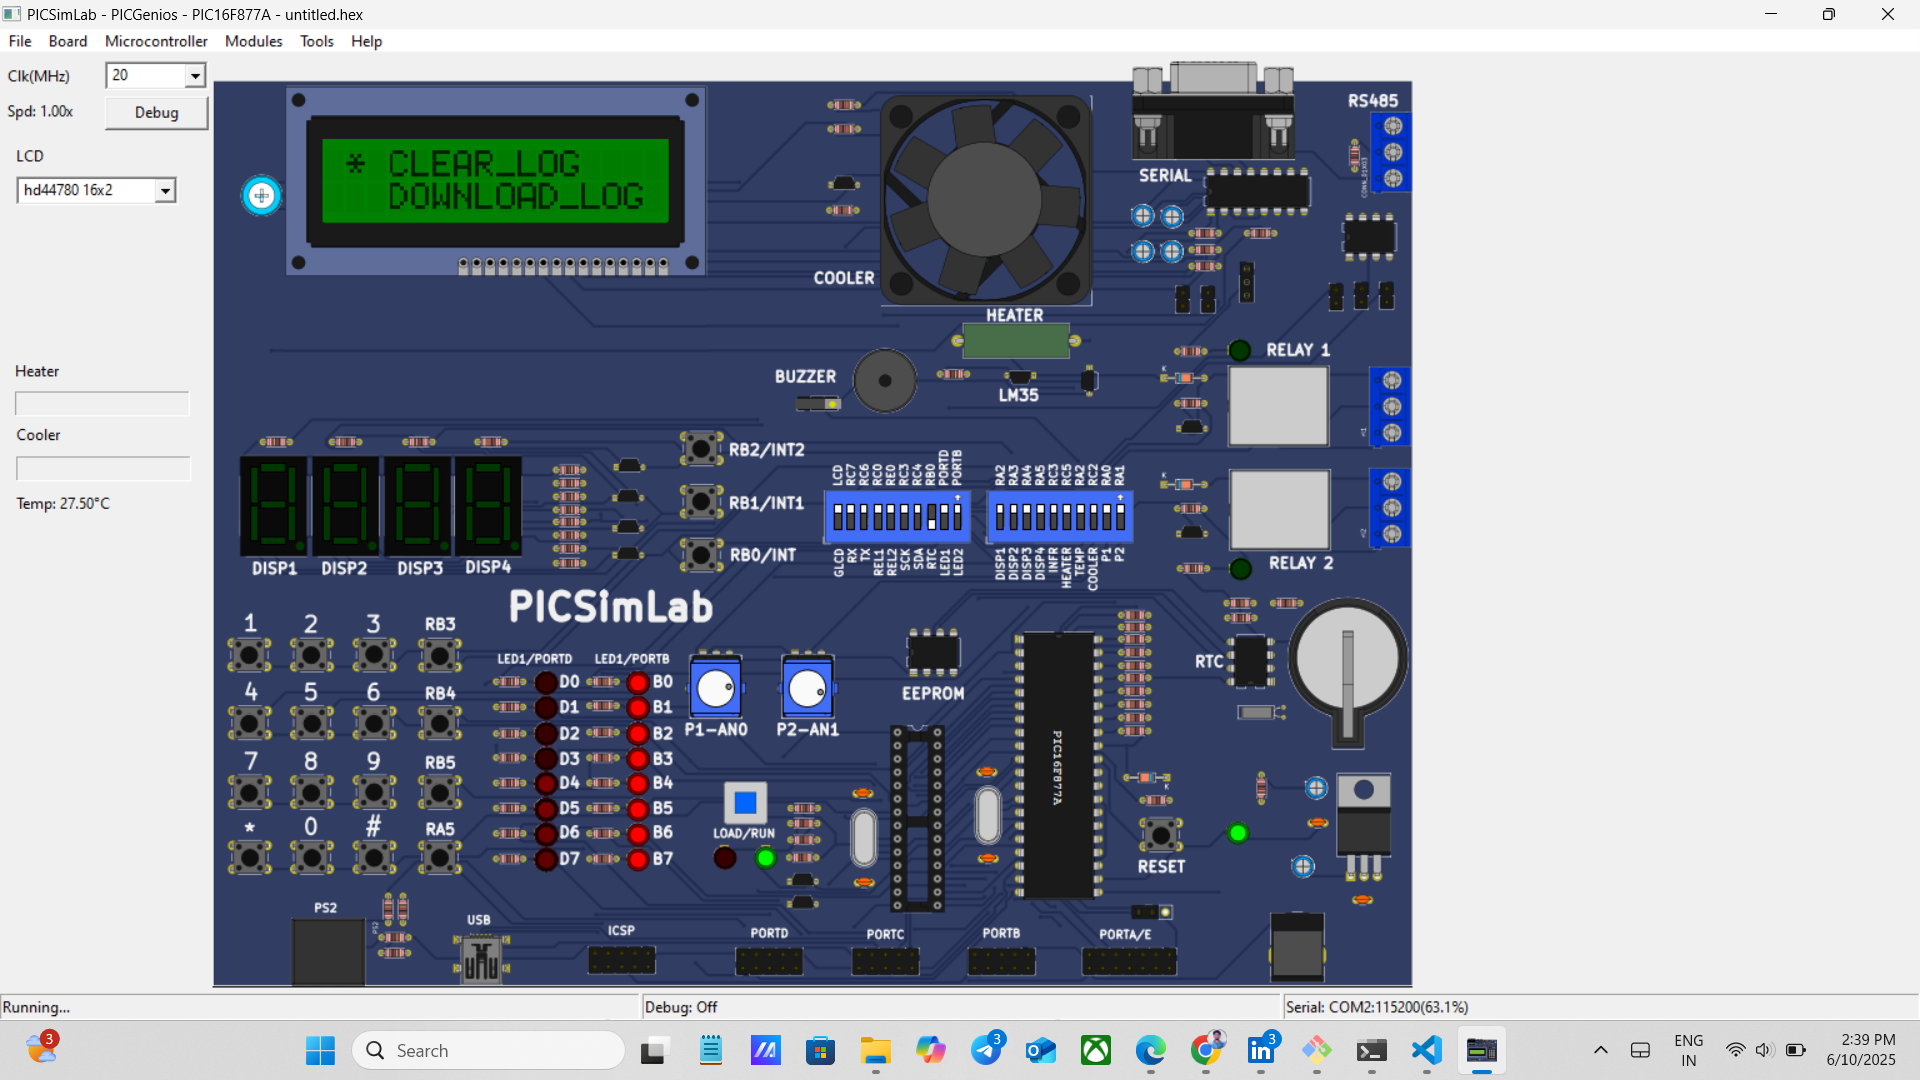 PICSimLab - PICGenios - PIC16F877A - untitled.hex
File Board Microcontroller Modules Tools Help
Clk(MHz) 20
Spd: 1.00x Debug
LCD
hd44780 16x2
Heater
Cooler
Temp: 27.50°C
* CLEAR_LOG
DOWNLOAD_LOG
COOLER
SERIAL
RS485
CONN_01X03
HEATER
BUZZER
LM35
RELAY 1
K
RB2/INT2
RB1/INT1
RB0/INT
LCD RC7 RC6 RC0 RE0 RC3 RC4 RB0 PORTD PORTB
GLCD RX TX REL1 REL2 SCK SDA RTC LED1 LED2
RA2 RA3 RA4 RA5 RC3 RC5 RA2 RC2 RA0 RA1
DISP1 DISP2 DISP3 DISP4 INFR HEATER TEMP COOLER P1 P2
K
RELAY 2
DISP1 DISP2 DISP3 DISP4
PICSimLab
1 2 3 RB3
4 5 6 RB4
7 8 9 RB5
* 0 # RA5
LED1/PORTD LED1/PORTB
D0 B0
D1 B1
D2 B2
D3 B3
D4 B4
D5 B5
D6 B6
D7 B7
P1-AN0 P2-AN1
EEPROM
RTC
PIC16F877A
LOAD/RUN
K
RESET
PS2
PS2
USB
ICSP
PORTD
PORTC
PORTB
PORTA/E
Running... Debug: Off Serial: COM2:115200(63.1%)
3
Search
3
3
ENG
IN
2:39 PM
6/10/2025